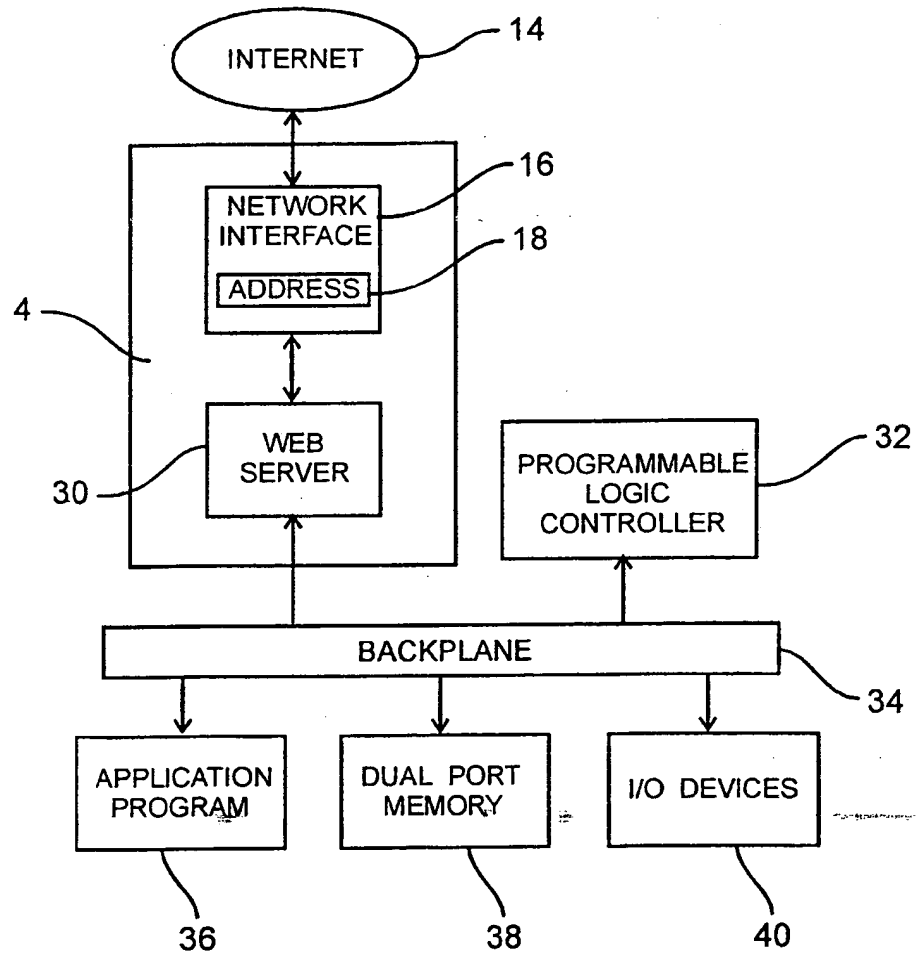 INTERNET
14
NETWORK
INTERFACE
16
ADDRESS
18
4
WEB
SERVER
30
PROGRAMMABLE
LOGIC
CONTROLLER
32
BACKPLANE
34
APPLICATION
PROGRAM
DUAL PORT
MEMORY
I/O DEVICES
36
38
40